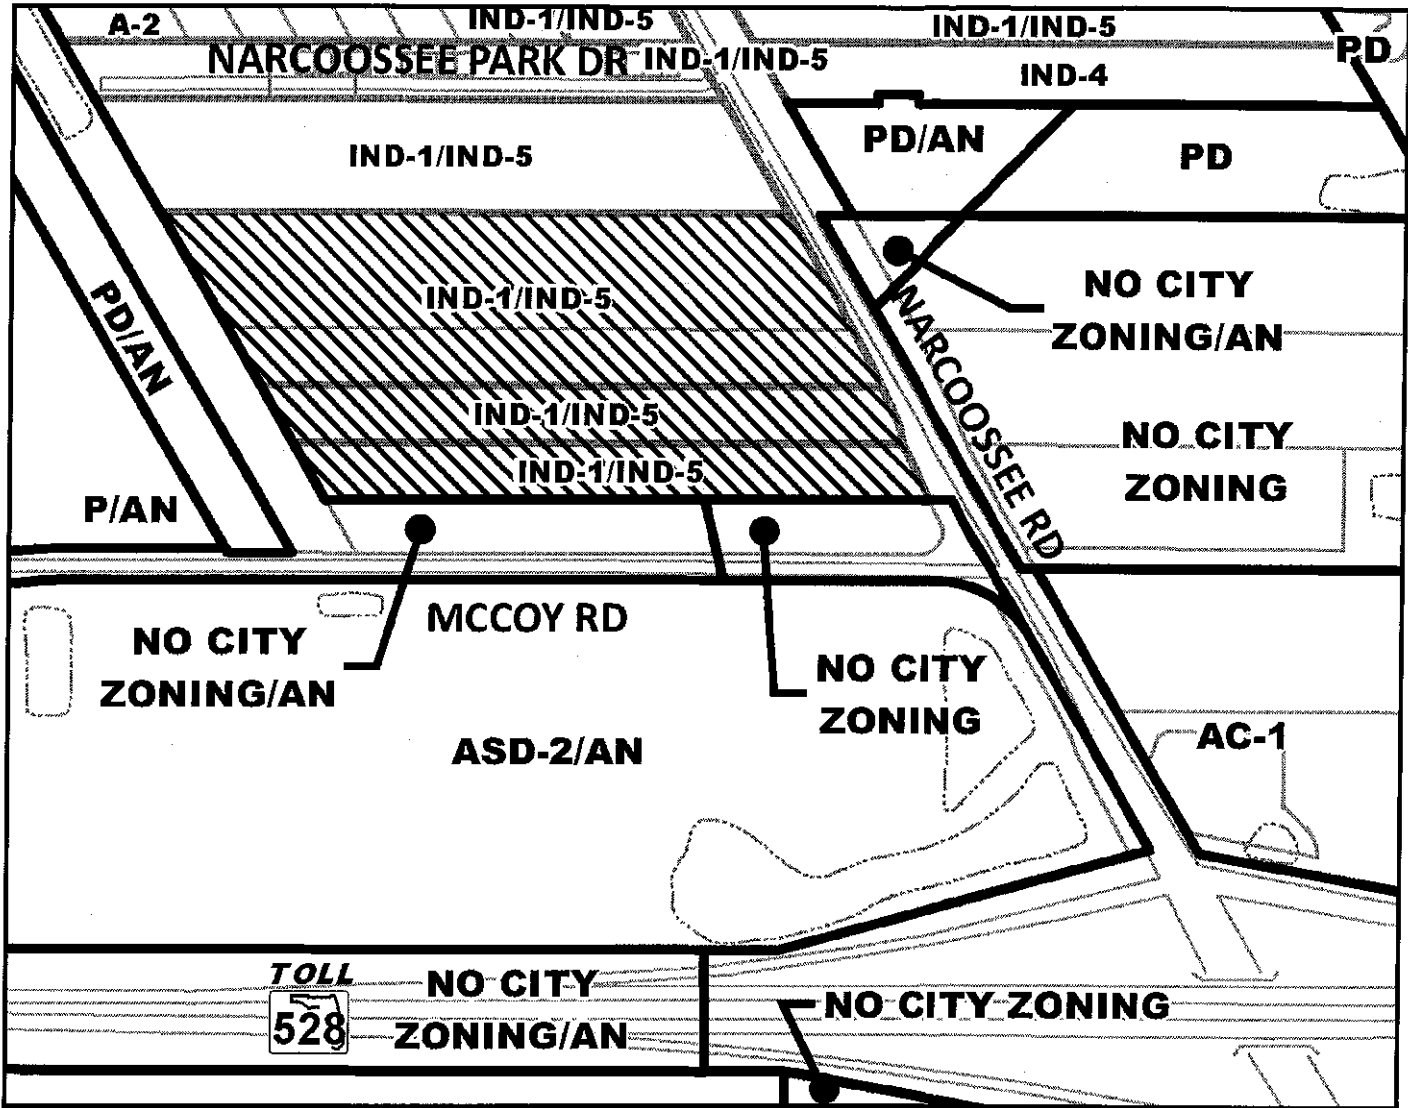 A-2
IND-1/IND-5
IND-1/IND-5
PD
NARCOOSSEE PARK DR
IND-1/IND-5
IND-4
IND-1/IND-5
PD/AN
PD
IND-1/IND-5
NO CITY
ZONING/AN
PD/AN
NARCOOSSEE RD
IND-1/IND-5
IND-1/IND-5
NO CITY
ZONING
P/AN
MCCOY RD
NO CITY
ZONING/AN
NO CITY
ZONING
ASD-2/AN
AC-1
TOLL
528
NO CITY
ZONING/AN
NO CITY ZONING